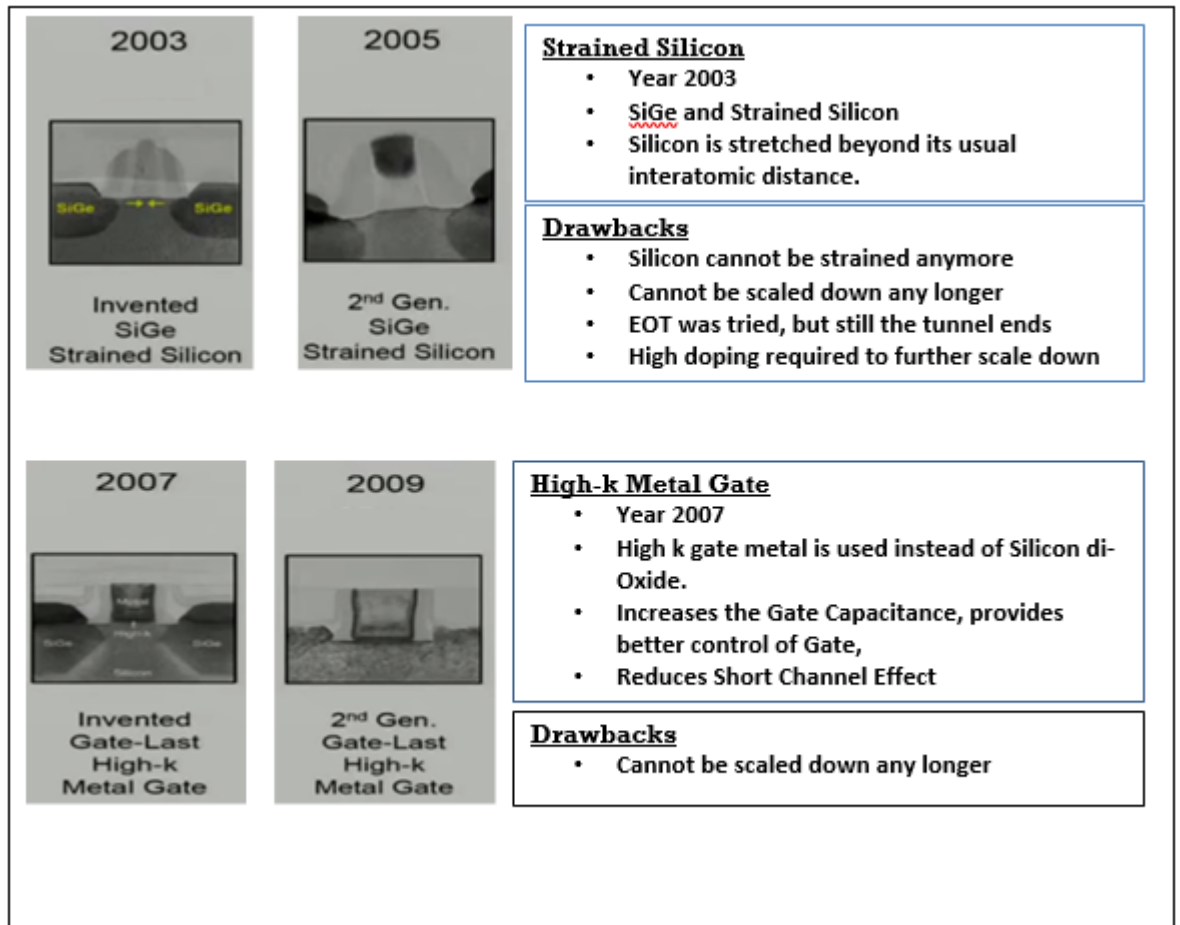 2003
SiGe
SiGe
Invented
SiGe
Strained Silicon
2005
2nd Gen.
SiGe
Strained Silicon
Strained Silicon
• Year 2003
• SiGe and Strained Silicon
• Silicon is stretched beyond its usual
interatomic distance.
Drawbacks
• Silicon cannot be strained anymore
• Cannot be scaled down any longer
• EOT was tried, but still the tunnel ends
• High doping required to further scale down
2007
Metal
High-k
SiGe
SiGe
Silicon
Invented
Gate-Last
High-k
Metal Gate
2009
2nd Gen.
Gate-Last
High-k
Metal Gate
High-k Metal Gate
• Year 2007
• High k gate metal is used instead of Silicon di-
Oxide.
• Increases the Gate Capacitance, provides
better control of Gate,
• Reduces Short Channel Effect
Drawbacks
• Cannot be scaled down any longer